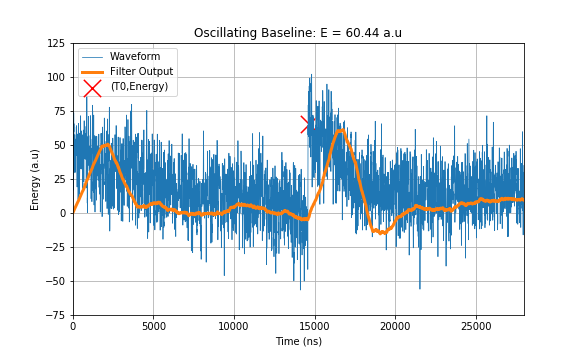 Oscillating Baseline: E = 60.44 a.u
Waveform
Filter Output
(T0,Energy)
Energy (a.u)
125
100
75
50
25
0
−25
−50
−75
0
5000
10000
15000
20000
25000
Time (ns)